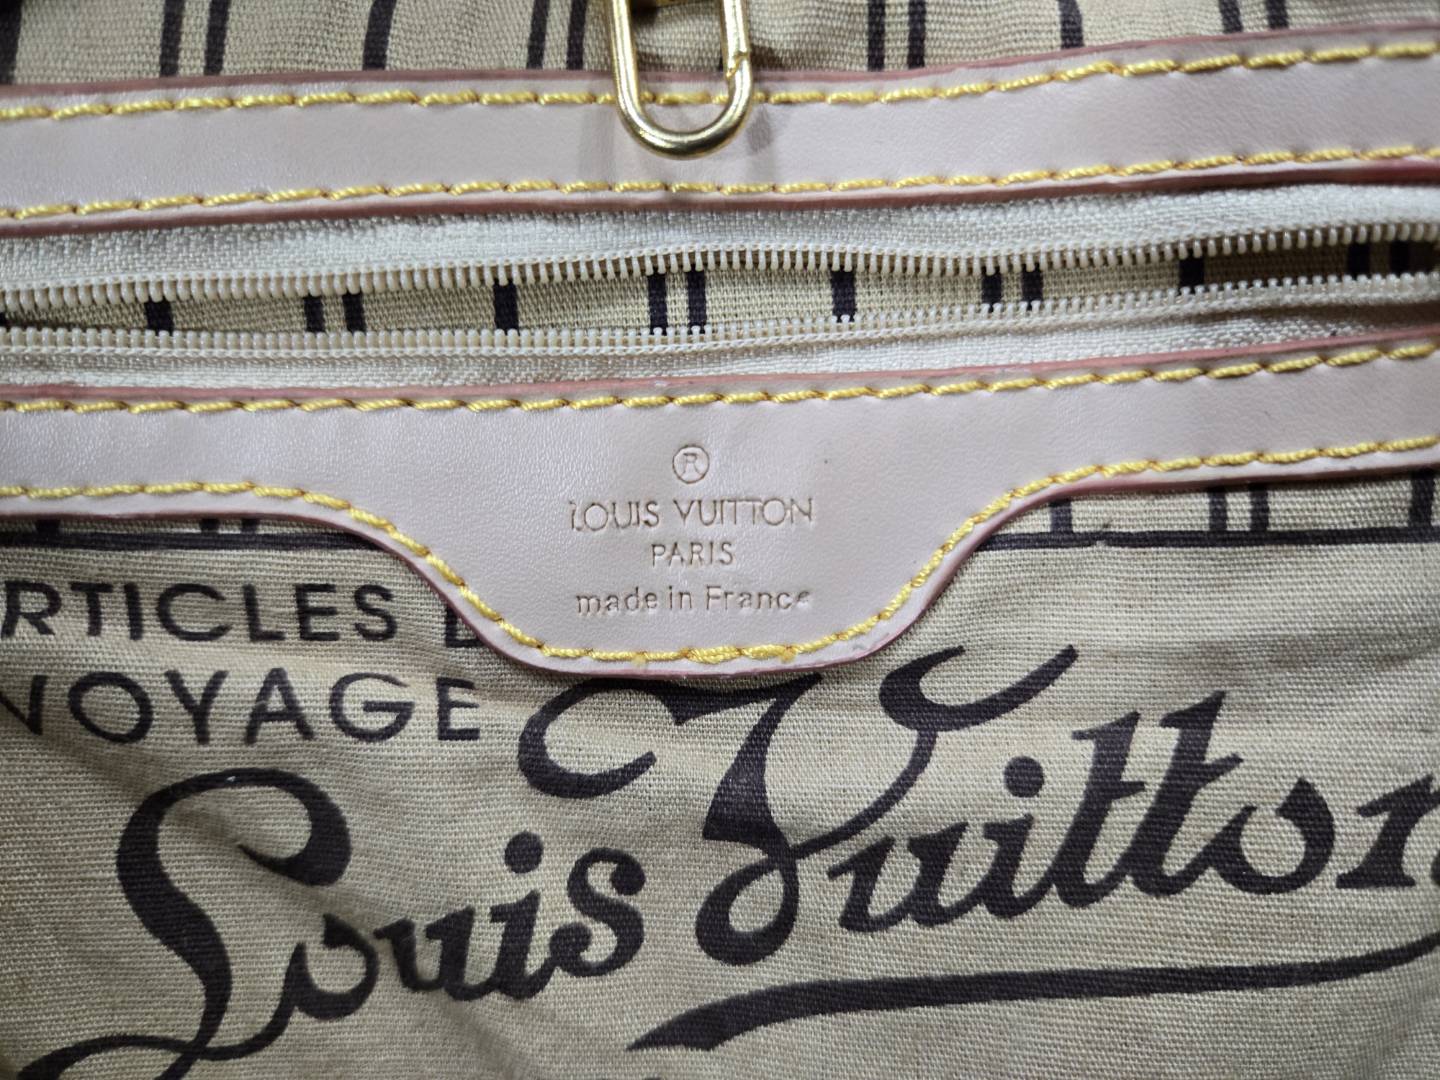 ®
LOUIS VUITTON
PARIS
made in France
RTICLES
VOYAGE
Louis Vuitton